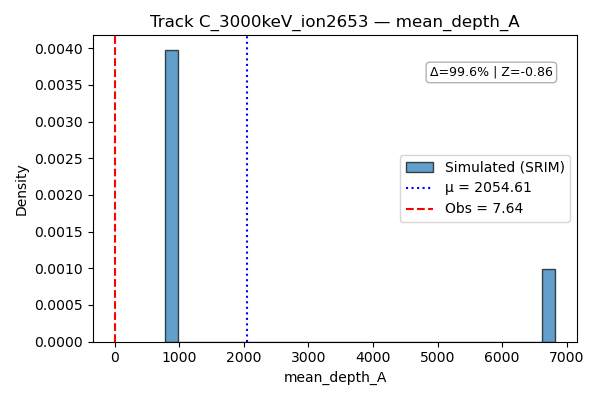 Track C_3000keV_ion2653 — mean_depth_A
Δ=99.6% | Z=-0.86
Simulated (SRIM)
μ = 2054.61
Obs = 7.64
Density
0.0040
0.0035
0.0030
0.0025
0.0020
0.0015
0.0010
0.0005
0.0000
0 1000 2000 3000 4000 5000 6000 7000
mean_depth_A